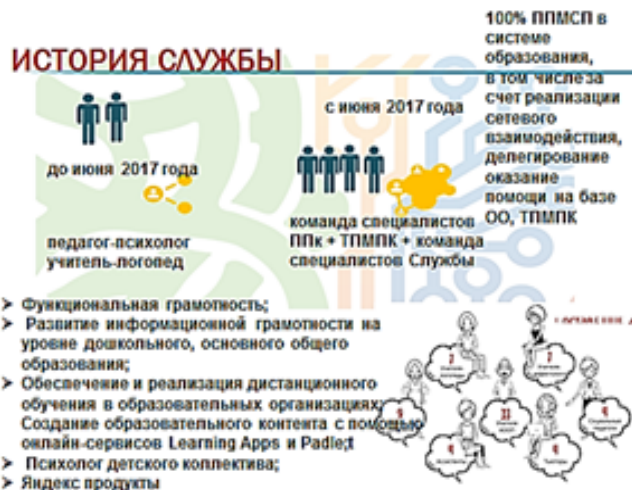 ИСТОРИЯ СЛУЖБЫ
100% ППМСП в
системе
образования,
в том числе за
счет реализации
сетевого
взаимодействия,
делегирование
оказание
помощи на базе
ОО, ТПМПК
до июня 2017 года
педагог-психолог
учитель-логопед
с июня 2017 года
команда специалистов
ППк + ТПМПК + команда
специалистов Службы
➤ Функциональная грамотность;
➤ Развитие информационной грамотности на
уровне дошкольного, основного общего
образования;
➤ Обеспечение и реализация дистанционного
обучения в образовательных организациях;
Создание образовательного контента с помощью
онлайн-сервисов Learning Apps и Padle;t
➤ Психолог детского коллектива;
➤ Яндекс продукты